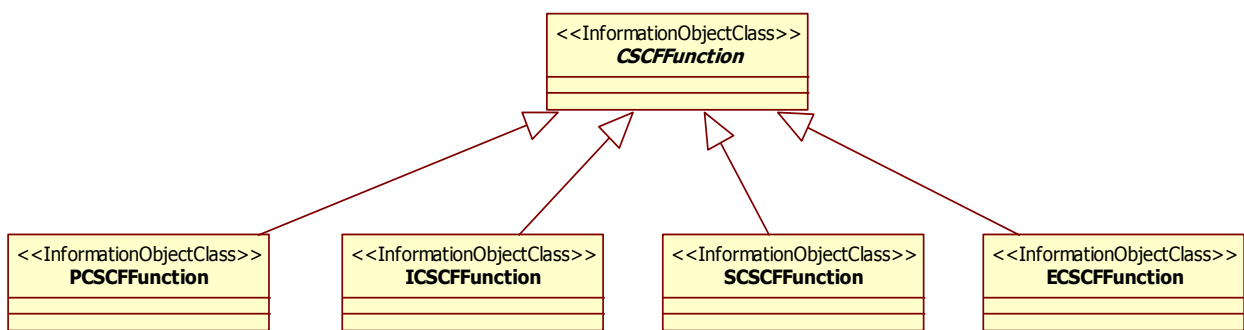 <<InformationObjectClass>>
CSCFFunction
<<InformationObjectClass>>
PCSCFFunction
<<InformationObjectClass>>
ICSCFFunction
<<InformationObjectClass>>
SCSCFFunction
<<InformationObjectClass>>
ECSCFFunction